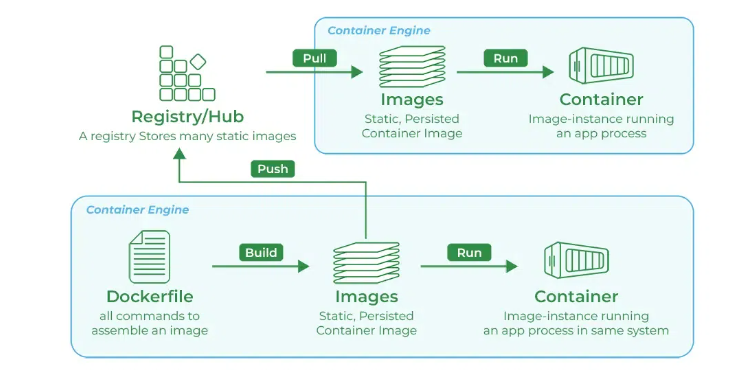 Container Engine
Pull
Run
Registry/Hub
A registry Stores many static images
Images
Static, Persisted
Container Image
Container
Image-instance running
an app process
Push
Container Engine
Build
Run
Dockerfile
all commands to
assemble an image
Images
Static, Persisted
Container Image
Container
Image-instance running
an app process in same system